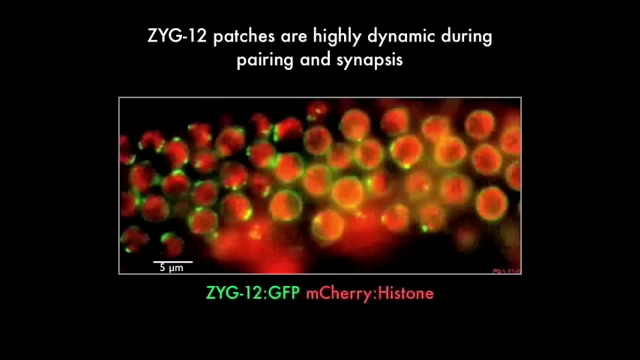 ZYG-12 patches are highly dynamic during
pairing and synapsis
5 µm
ZYG-12:GFP mCherry:Histone